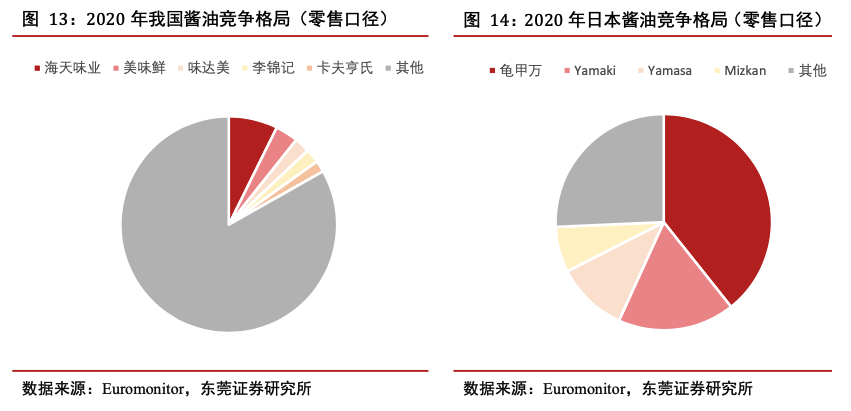 图 13：2020 年我国酱油竞争格局（零售口径）
海天味业 美味鲜 味达美 李锦记 卡夫亨氏 其他
数据来源：Euromonitor，东莞证券研究所
图 14：2020 年日本酱油竞争格局（零售口径）
龟甲万 Yamaki Yamasa Mizkan 其他
数据来源：Euromonitor，东莞证券研究所